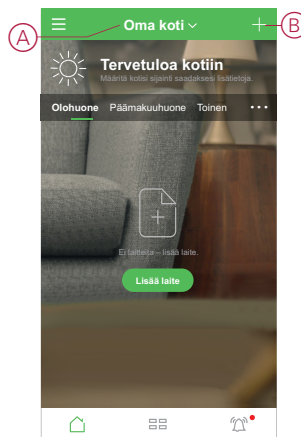 A
Oma koti
B
Tervetuloa kotiin
Määritä kotisi sijainti saadaksesi lisätietoja.
Olohuone Päämakuuhuone Toinen ...
Ei laitteita – lisää laite.
Lisää laite